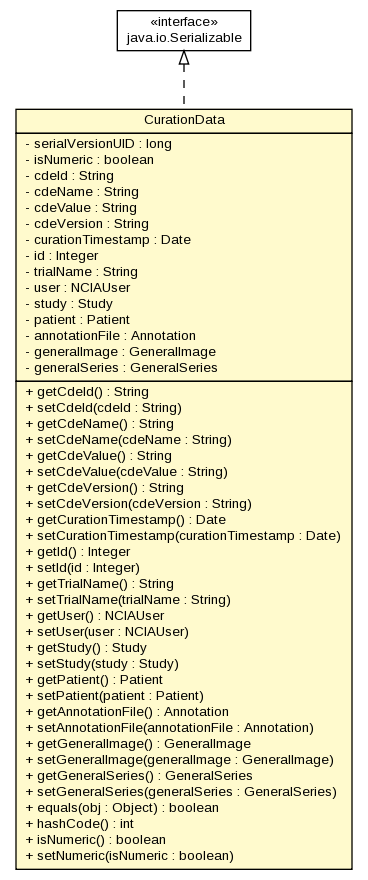 «interface»
java.io.Serializable
CurationData
- serialVersionUID : long
- isNumeric : boolean
- cdeId : String
- cdeName : String
- cdeValue : String
- cdeVersion : String
- curationTimestamp : Date
- id : Integer
- trialName : String
- user : NCIAUser
- study : Study
- patient : Patient
- annotationFile : Annotation
- generalImage : GeneralImage
- generalSeries : GeneralSeries
+ getCdeId() : String
+ setCdeId(cdeId : String)
+ getCdeName() : String
+ setCdeName(cdeName : String)
+ getCdeValue() : String
+ setCdeValue(cdeValue : String)
+ getCdeVersion() : String
+ setCdeVersion(cdeVersion : String)
+ getCurationTimestamp() : Date
+ setCurationTimestamp(curationTimestamp : Date)
+ getId() : Integer
+ setId(id : Integer)
+ getTrialName() : String
+ setTrialName(trialName : String)
+ getUser() : NCIAUser
+ setUser(user : NCIAUser)
+ getStudy() : Study
+ setStudy(study : Study)
+ getPatient() : Patient
+ setPatient(patient : Patient)
+ getAnnotationFile() : Annotation
+ setAnnotationFile(annotationFile : Annotation)
+ getGeneralImage() : GeneralImage
+ setGeneralImage(generalImage : GeneralImage)
+ getGeneralSeries() : GeneralSeries
+ setGeneralSeries(generalSeries : GeneralSeries)
+ equals(obj : Object) : boolean
+ hashCode() : int
+ isNumeric() : boolean
+ setNumeric(isNumeric : boolean)